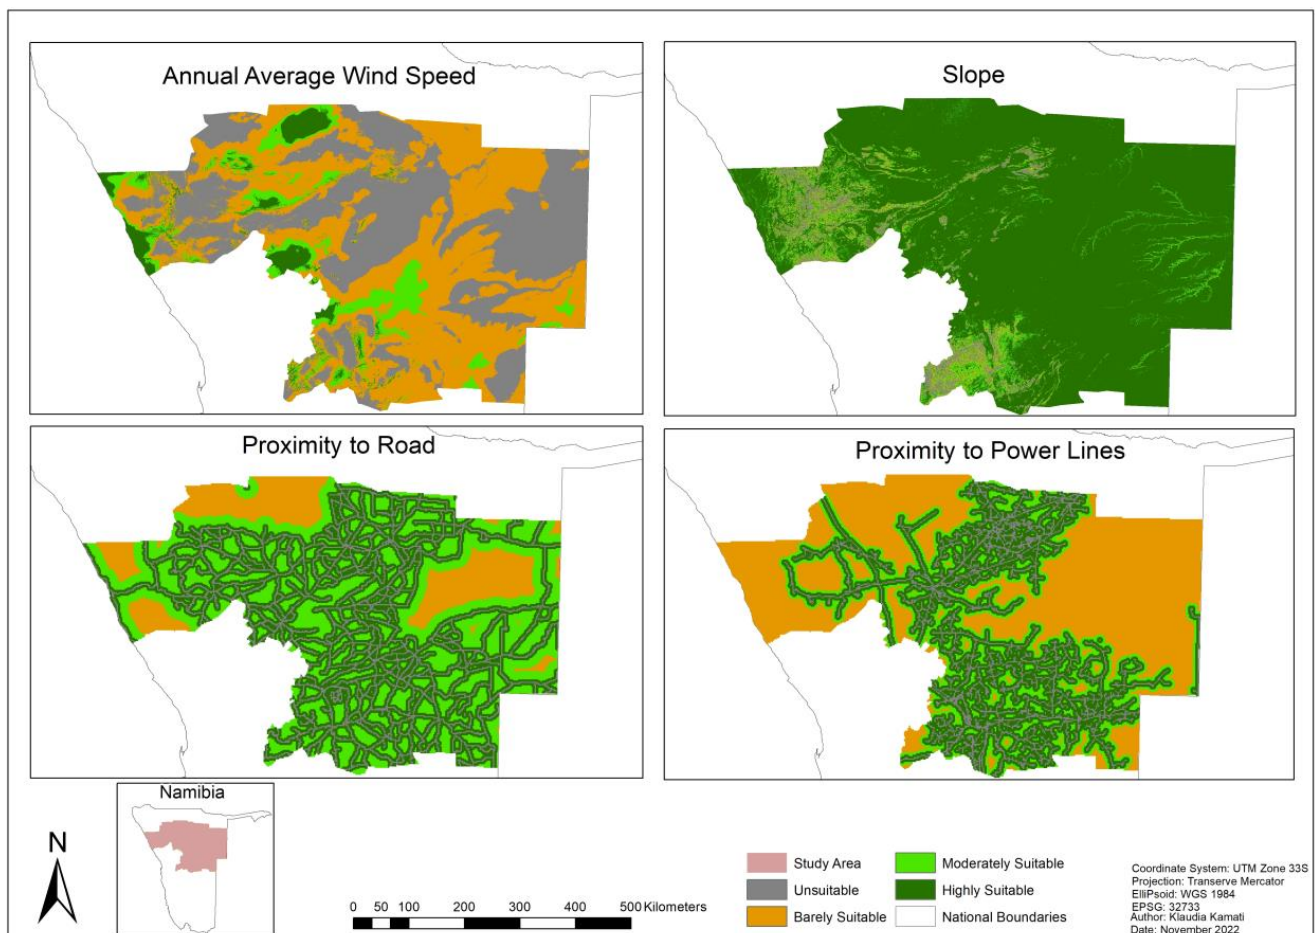 Annual Average Wind Speed
Slope
Proximity to Road
Proximity to Power Lines
Namibia
N
0 50 100 200 300 400 500 Kilometers
Study Area
Unsuitable
Barely Suitable
Moderately Suitable
Highly Suitable
National Boundaries
Coordinate System: UTM Zone 33S
Projection: Transerve Mercator
ElliPsoid: WGS 1984
EPSG: 32733
Author: Klaudia Kamati
Date: November 2022